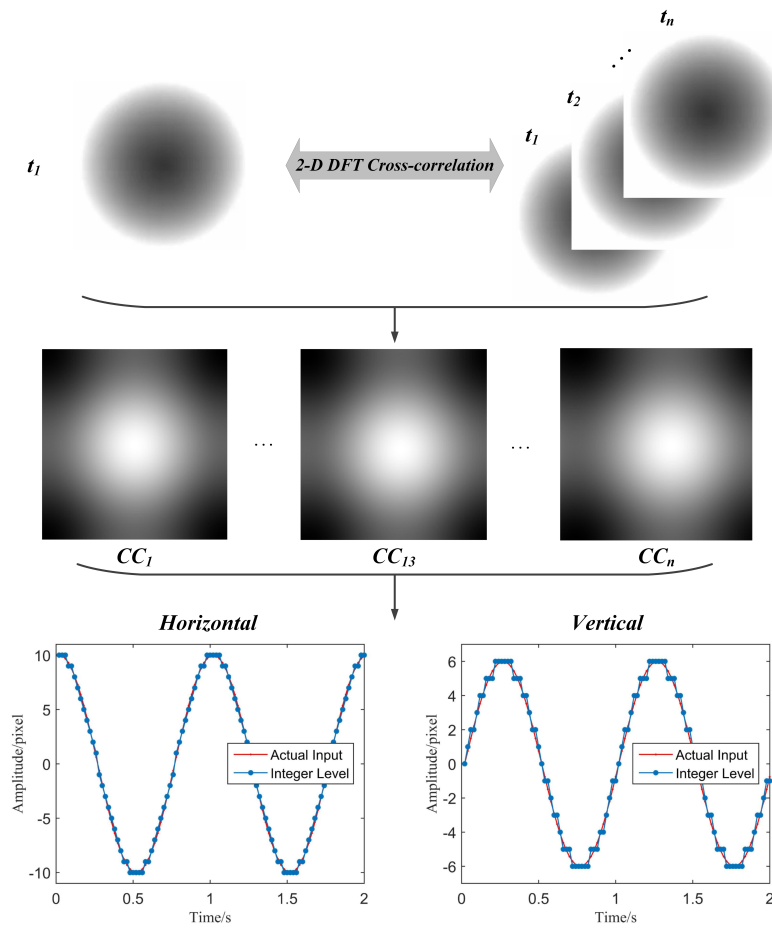 tn
t2
t1
t1
2-D DFT Cross-correlation
...
...
...
CC1
CC13
CCn
Horizontal
10
5
0
-5
-10
Amplitude/pixel
0
0.5
1
1.5
2
Time/s
Actual Input
Integer Level
Vertical
6
4
2
0
-2
-4
-6
Amplitude/pixel
0
0.5
1
1.5
2
Time/s
Actual Input
Integer Level